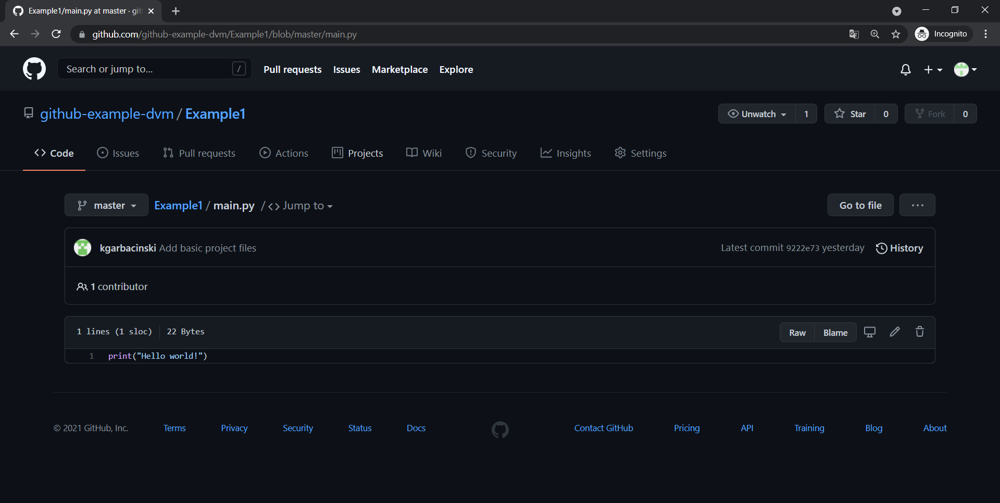 Example1/main.py at master · git
github.com/github-example-dvm/Example1/blob/master/main.py
Incognito
Search or jump to...
/
Pull requests
Issues
Marketplace
Explore
github-example-dvm / Example1
Unwatch 1
Star 0
Fork 0
Code
Issues
Pull requests
Actions
Projects
Wiki
Security
Insights
Settings
master
Example1 / main.py / <> Jump to
Go to file
...
kgarbacinski Add basic project files
Latest commit 9222e73 yesterday
History
1 contributor
1 lines (1 sloc) 22 Bytes
Raw
Blame
1 print("Hello world!")
© 2021 GitHub, Inc.
Terms
Privacy
Security
Status
Docs
Contact GitHub
Pricing
API
Training
Blog
About